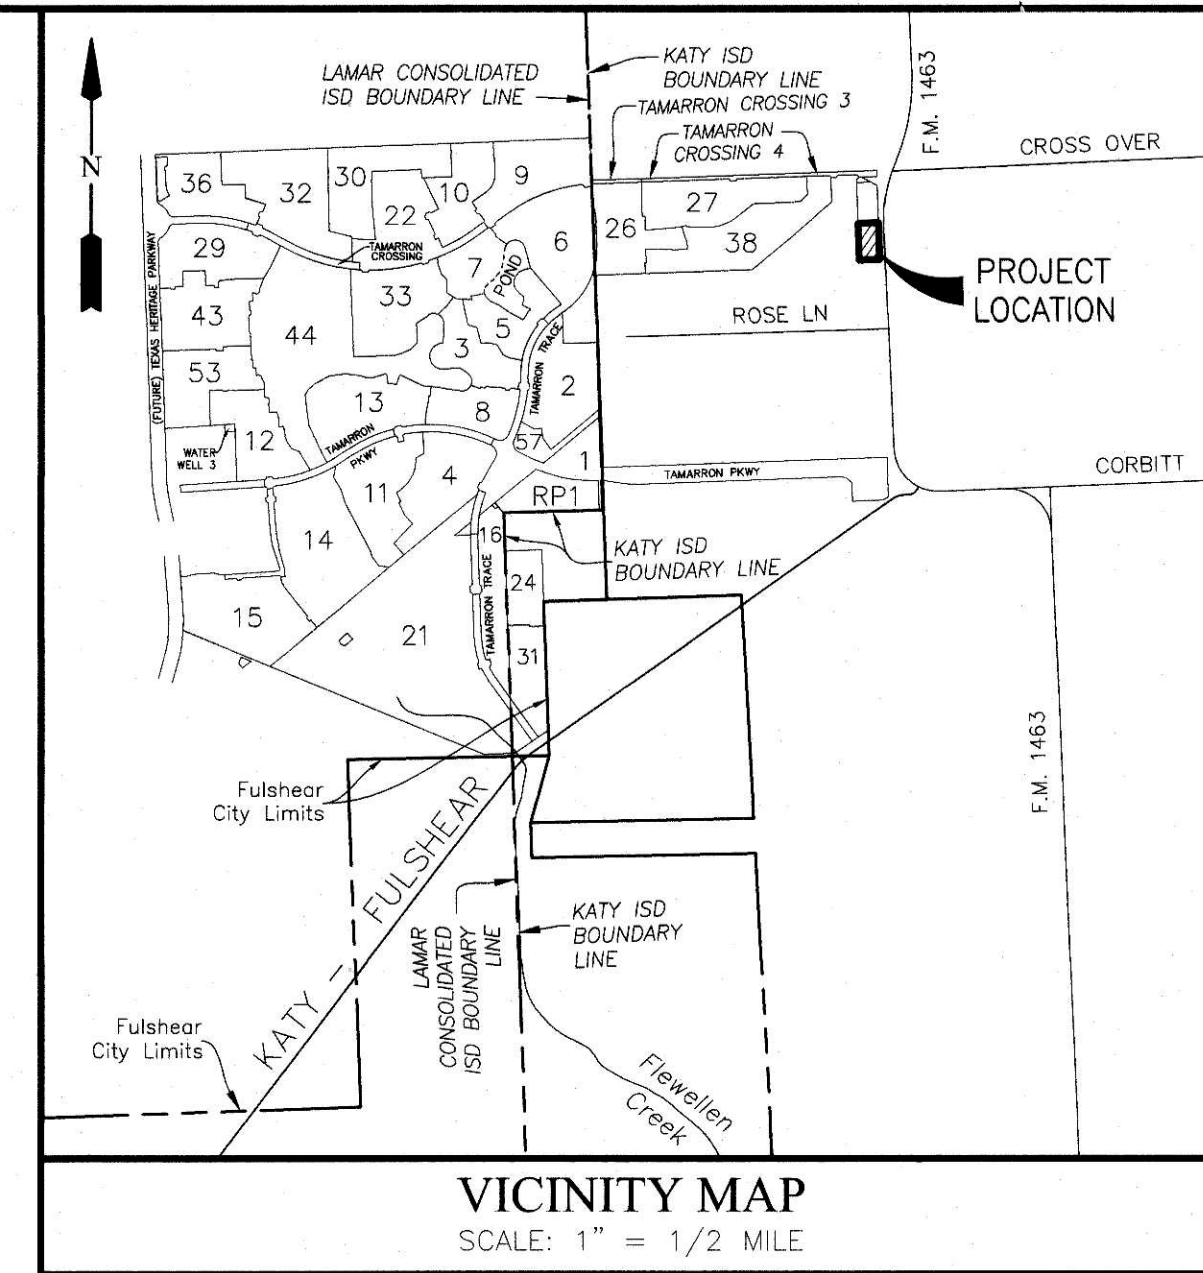 LAMAR CONSOLIDATED
ISD BOUNDARY LINE
KATY ISD
BOUNDARY LINE
TAMARRON CROSSING 3
TAMARRON
CROSSING 4
F.M. 1463
CROSS OVER
N
36
32
30
22
10
9
29
TAMARRON
CROSSING
7
POND
6
26
27
38
PROJECT
LOCATION
(FUTURE) TEXAS HERITAGE PARKWAY
43
44
33
5
3
TAMARRON TRACE
ROSE LN
53
13
8
2
WATER
WELL 3
12
TAMARRON
PKWY
57
11
4
1
TAMARRON PKWY
CORBITT
RP1
14
16
KATY ISD
BOUNDARY LINE
24
15
21
TAMARRON TRACE
31
F.M. 1463
Fulshear
City Limits
KATY – FULSHEAR
LAMAR
CONSOLIDATED
ISD BOUNDARY
LINE
KATY ISD
BOUNDARY
LINE
Fulshear
City Limits
Flewellen
Creek
VICINITY MAP
SCALE: 1" = 1/2 MILE